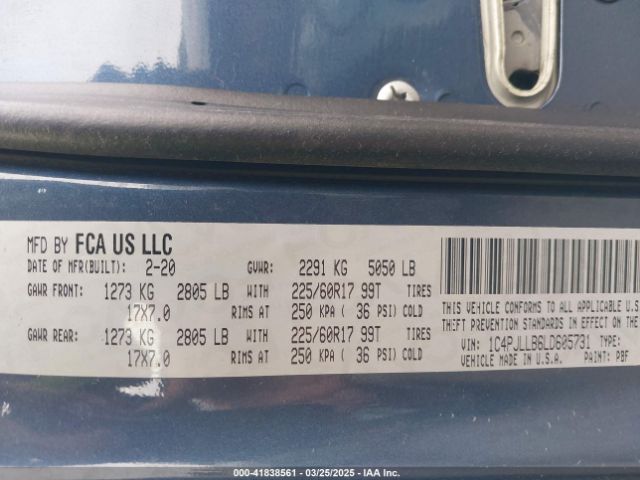 MFD BY FCA US LLC
DATE OF MFR(BUILT): 2-20 GVWR: 2291 KG 5050 LB
GAWR FRONT: 1273 KG 2805 LB WITH 225/60R17 99T TIRES
17X7.0 RIMS AT 250 KPA ( 36 PSI) COLD
GAWR REAR: 1273 KG 2805 LB WITH 225/60R17 99T TIRES
17X7.0 RIMS AT 250 KPA ( 36 PSI) COLD
THIS VEHICLE CONFORMS TO ALL APPLICABLE U.S
THEFT PREVENTION STANDARDS IN EFFECT ON THE
VIN: 1C4PJLLB6LD605731 TYPE:
VEHICLE MADE IN U.S.A. PAINT: PBF
000-41838561 - 03/25/2025 - IAA Inc.